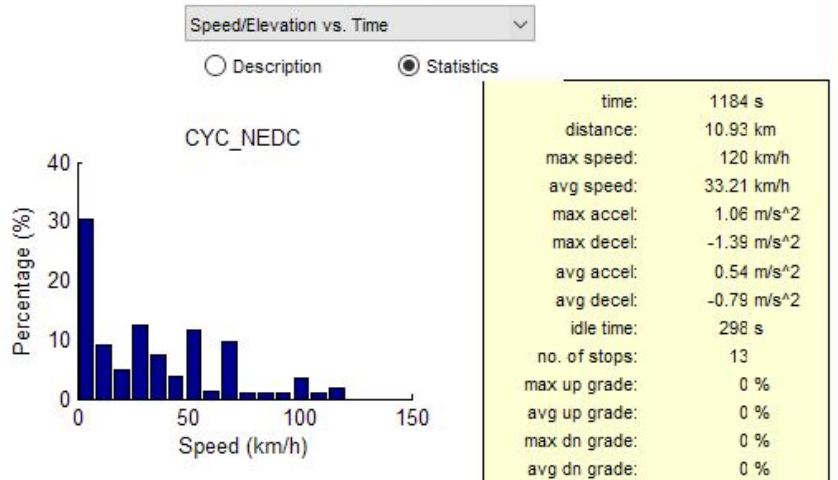 Speed/Elevation vs. Time
Description
Statistics
CYC_NEDC
40
30
20
10
0
Percentage (%)
0
50
100
150
Speed (km/h)
time: 1184 s
distance: 10.93 km
max speed: 120 km/h
avg speed: 33.21 km/h
max accel: 1.06 m/s^2
max decel: -1.39 m/s^2
avg accel: 0.54 m/s^2
avg decel: -0.79 m/s^2
idle time: 298 s
no. of stops: 13
max up grade: 0 %
avg up grade: 0 %
max dn grade: 0 %
avg dn grade: 0 %